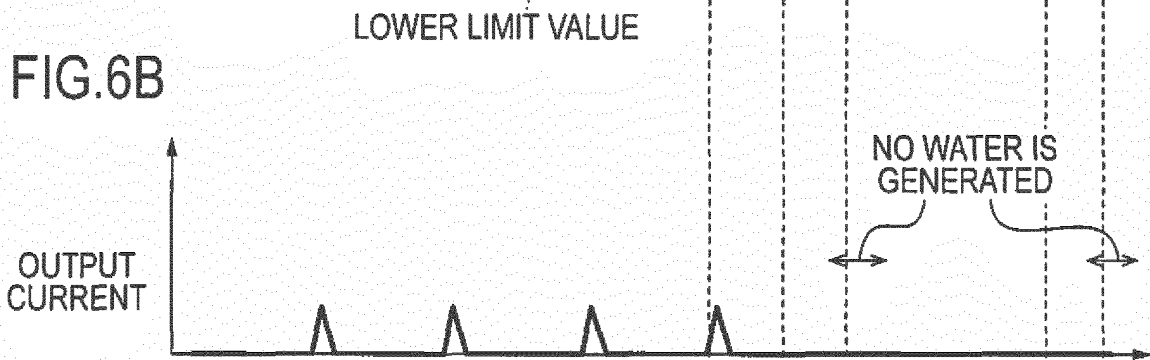 LOWER LIMIT VALUE
FIG.6B
NO WATER IS
GENERATED
OUTPUT
CURRENT